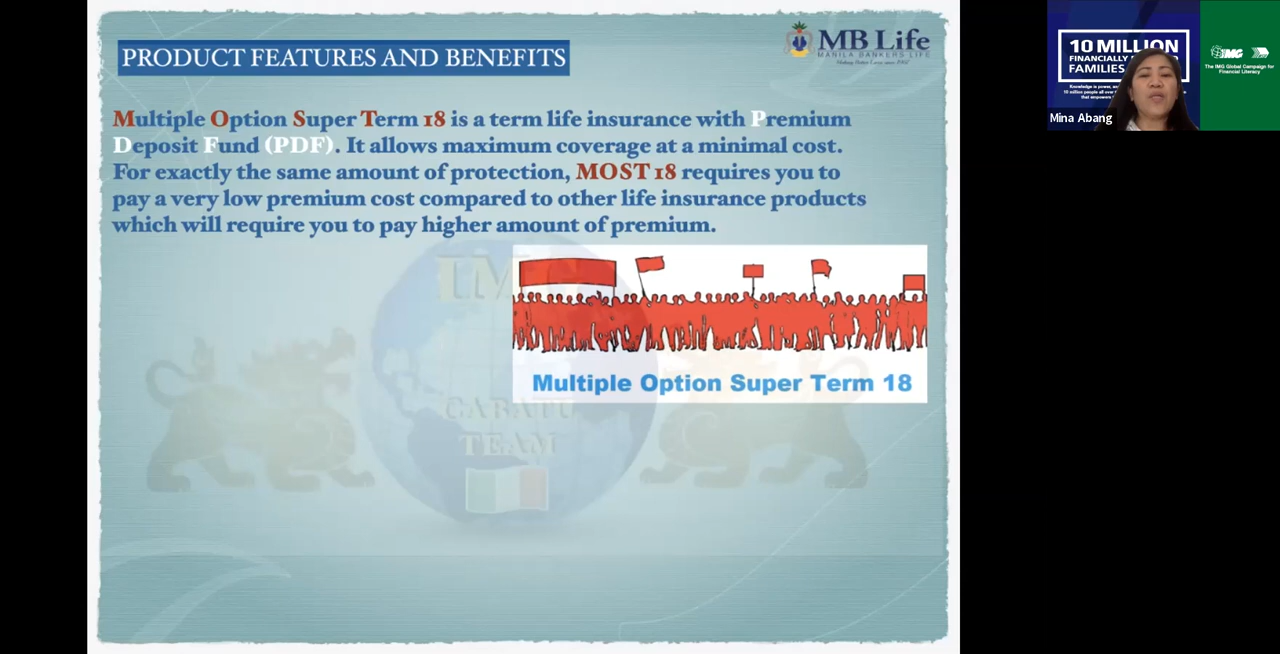 PRODUCT FEATURES AND BENEFITS
MB Life
MANILA BANKERS LIFE
Multiple Option Super Term 18 is a term life insurance with Premium
Deposit Fund (PDF). It allows maximum coverage at a minimal cost.
For exactly the same amount of protection, MOST 18 requires you to
pay a very low premium cost compared to other life insurance products
which will require you to pay higher amount of premium.
IMG
Multiple Option Super Term 18
CABATU
TEAM
10 MILLION
FINANCIALLY
FAMILIES
Mina Abang
IMG
The IMG Global Campaign for
Financial Literacy